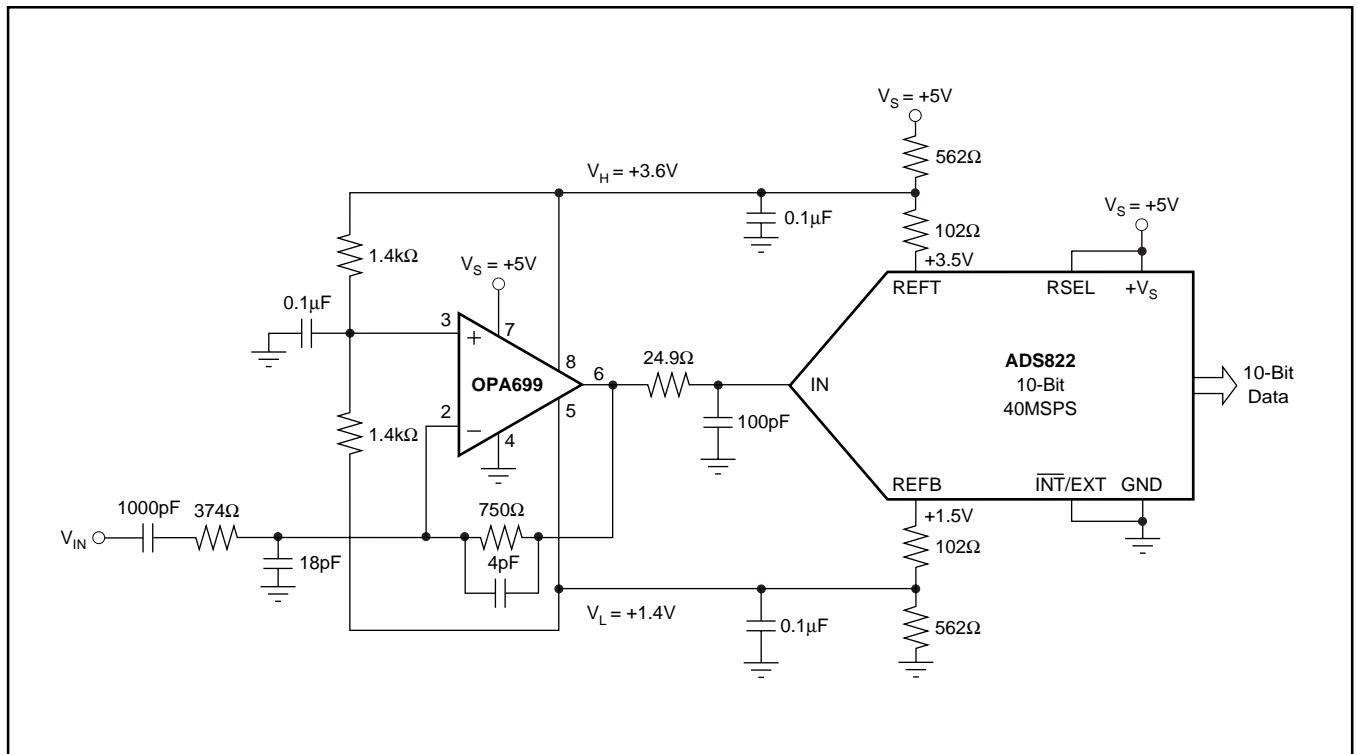 V_S = +5V
562Ω
V_H = +3.6V
0.1µF
102Ω
+3.5V
V_S = +5V
1.4kΩ
V_S = +5V
REFT
RSEL
+V_S
0.1µF
3
+
7
8
OPA699
6
24.9Ω
IN
ADS822
10-Bit
40MSPS
10-Bit
Data
2
−
5
4
100pF
1.4kΩ
REFB
INT/EXT
GND
+1.5V
1000pF
374Ω
750Ω
V_IN
18pF
4pF
102Ω
V_L = +1.4V
0.1µF
562Ω